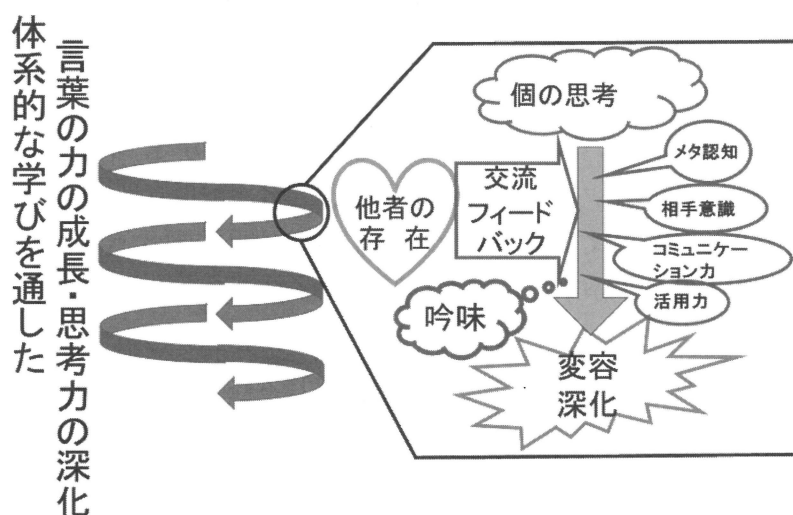 体系的な学びを通した
言葉の力の成長・思考力の深化
個の思考
メタ認知
他者の
存　在
交流
フィード
バック
相手意識
コミュニケー
ション力
吟味
活用力
変容
深化